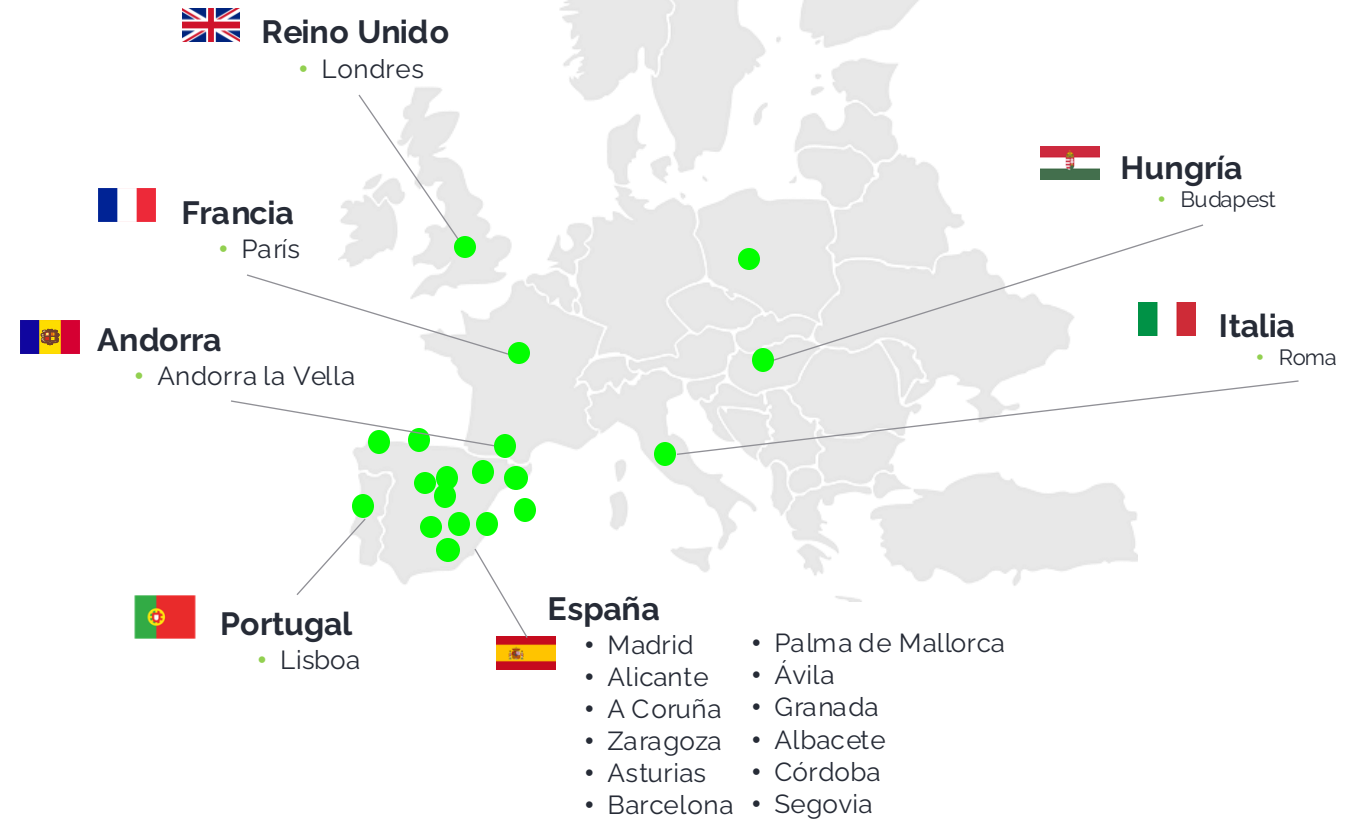 Reino Unido
• Londres
Hungría
• Budapest
Francia
• París
Italia
• Roma
Andorra
• Andorra la Vella
Portugal
• Lisboa
España
• Madrid
• Alicante
• A Coruña
• Zaragoza
• Asturias
• Barcelona
• Palma de Mallorca
• Ávila
• Granada
• Albacete
• Córdoba
• Segovia